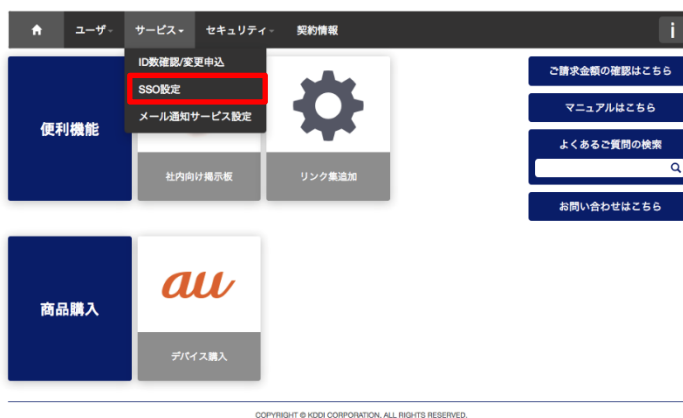 ユーザ サービス セキュリティ 契約情報 i
ID数確認/変更申込
SSO設定
メール通知サービス設定
便利機能
社内向け掲示板
リンク集追加
ご請求金額の確認はこちら
マニュアルはこちら
よくあるご質問の検索
お問い合わせはこちら
商品購入
au
デバイス購入
COPYRIGHT © KDDI CORPORATION, ALL RIGHTS RESERVED.